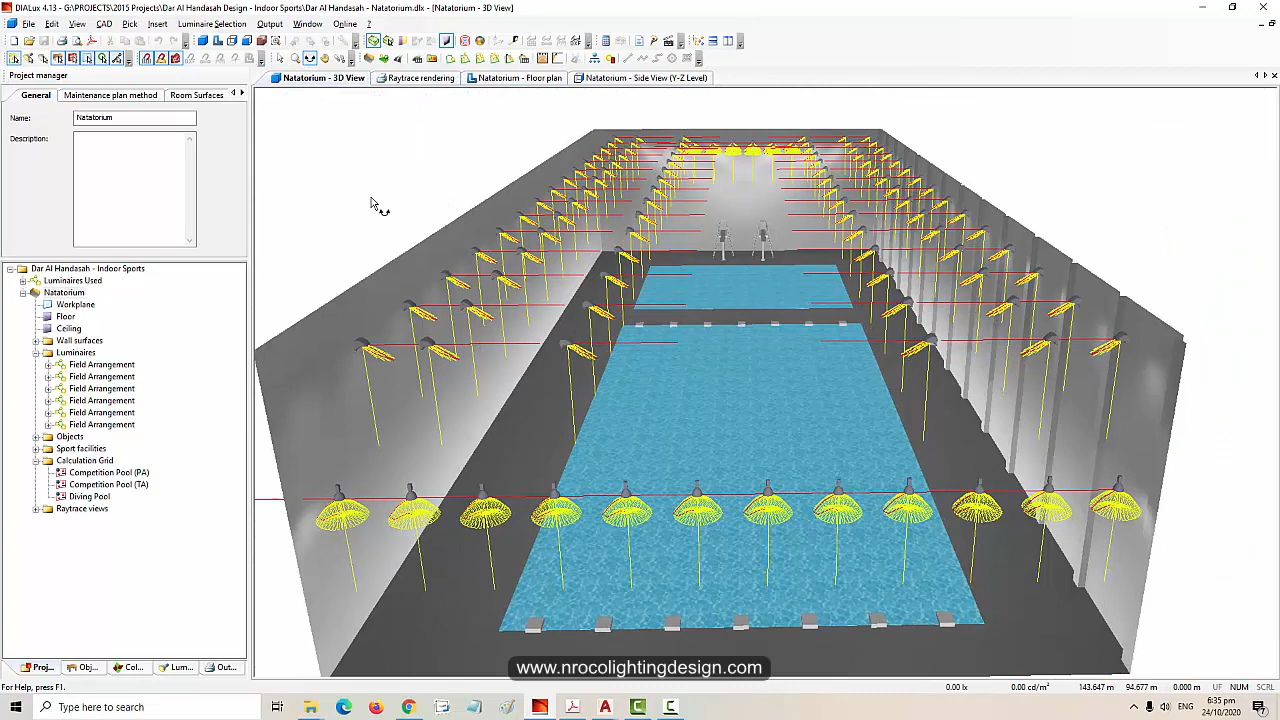 DIALux 4.13 - G:\PROJECTS\2015 Projects\Dar Al Handasah Design - Indoor Sports\Dar Al Handasah - Natatorium.dlx - [Natatorium - 3D View]
File Edit View CAD Pick Insert Luminaire Selection Output Window Online ?
Project manager
Natatorium - 3D View Raytrace rendering Natatorium - Floor plan Natatorium - Side View (Y-Z Level)
General Maintenance plan method Room Surfaces
Name: Natatorium
Description:
Dar Al Handasah - Indoor Sports
Luminaires Used
Natatorium
Workplane
Floor
Ceiling
Wall surfaces
Luminaires
Field Arrangement
Field Arrangement
Field Arrangement
Field Arrangement
Field Arrangement
Field Arrangement
Objects
Sport facilities
Calculation Grid
Competition Pool (PA)
Competition Pool (TA)
Diving Pool
Raytrace views
Proj... Obj... Col... Lum... Out...
www.nrocolightingdesign.com
For Help, press F1.
0.00 lx 0.00 cd/m² 143.647 m 94.677 m 0.000 m UF NUM SCRL
Type here to search
ENG
6:35 pm
24/10/2020